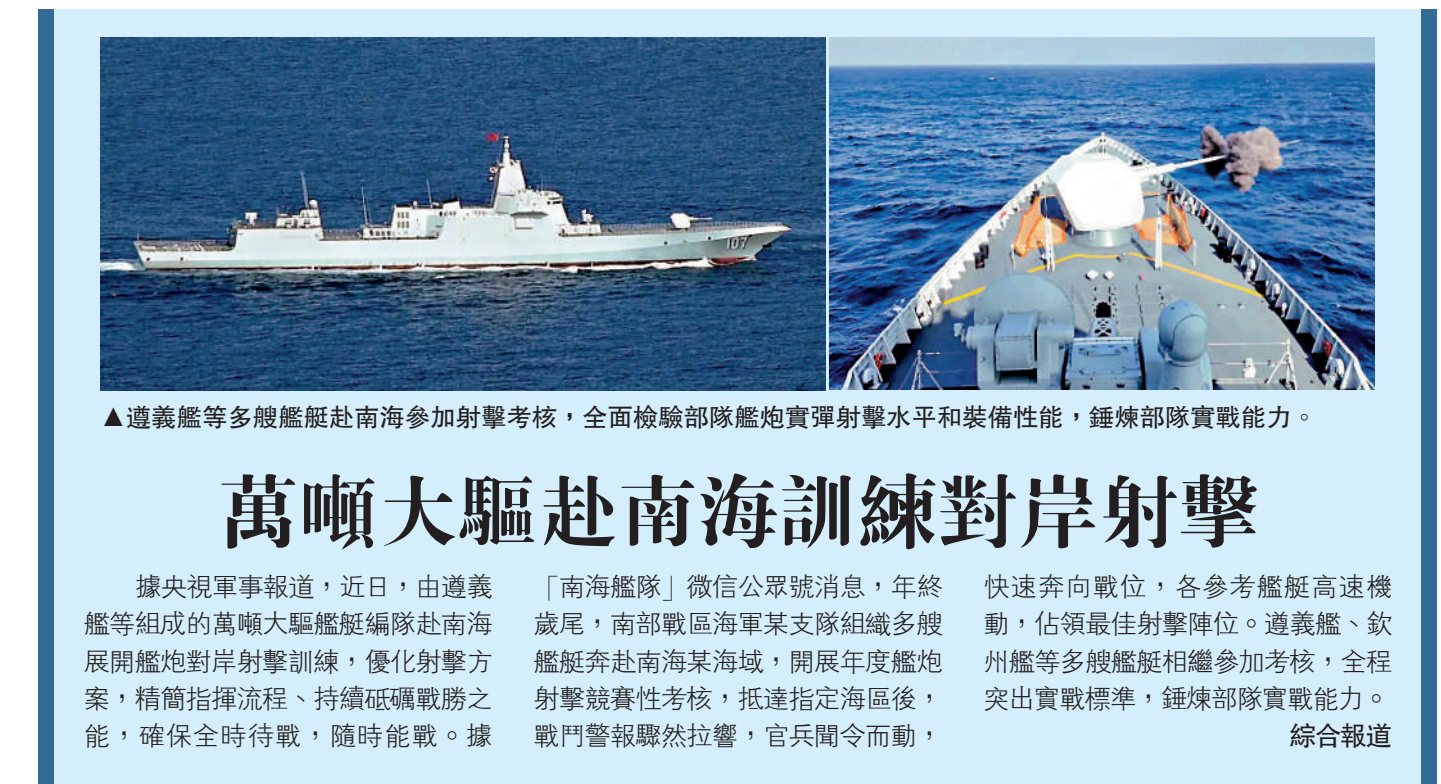 107
▲遵義艦等多艘艦艇赴南海參加射擊考核，全面檢驗部隊艦炮實彈射擊水平和裝備性能，錘煉部隊實戰能力。
萬噸大驅赴南海訓練對岸射擊
據央視軍事報道，近日，由遵義
艦等組成的萬噸大驅艦艇編隊赴南海
展開艦炮對岸射擊訓練，優化射擊方
案，精簡指揮流程、持續砥礪戰勝之
能，確保全時待戰，隨時能戰。據
「南海艦隊」微信公眾號消息，年終
歲尾，南部戰區海軍某支隊組織多艘
艦艇奔赴南海某海域，開展年度艦炮
射擊競賽性考核，抵達指定海區後，
戰鬥警報驟然拉響，官兵聞令而動，
快速奔向戰位，各參考艦艇高速機
動，佔領最佳射擊陣位。遵義艦、欽
州艦等多艘艦艇相繼參加考核，全程
突出實戰標準，錘煉部隊實戰能力。
綜合報道